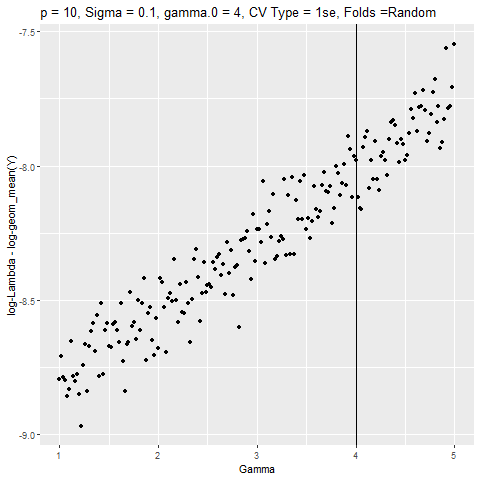 p = 10, Sigma = 0.1, gamma.0 = 4, CV Type = 1se, Folds =Random
-7.5
-8.0
-8.5
-9.0
log-Lambda - log-geom_mean(Y)
1 2 3 4 5
Gamma